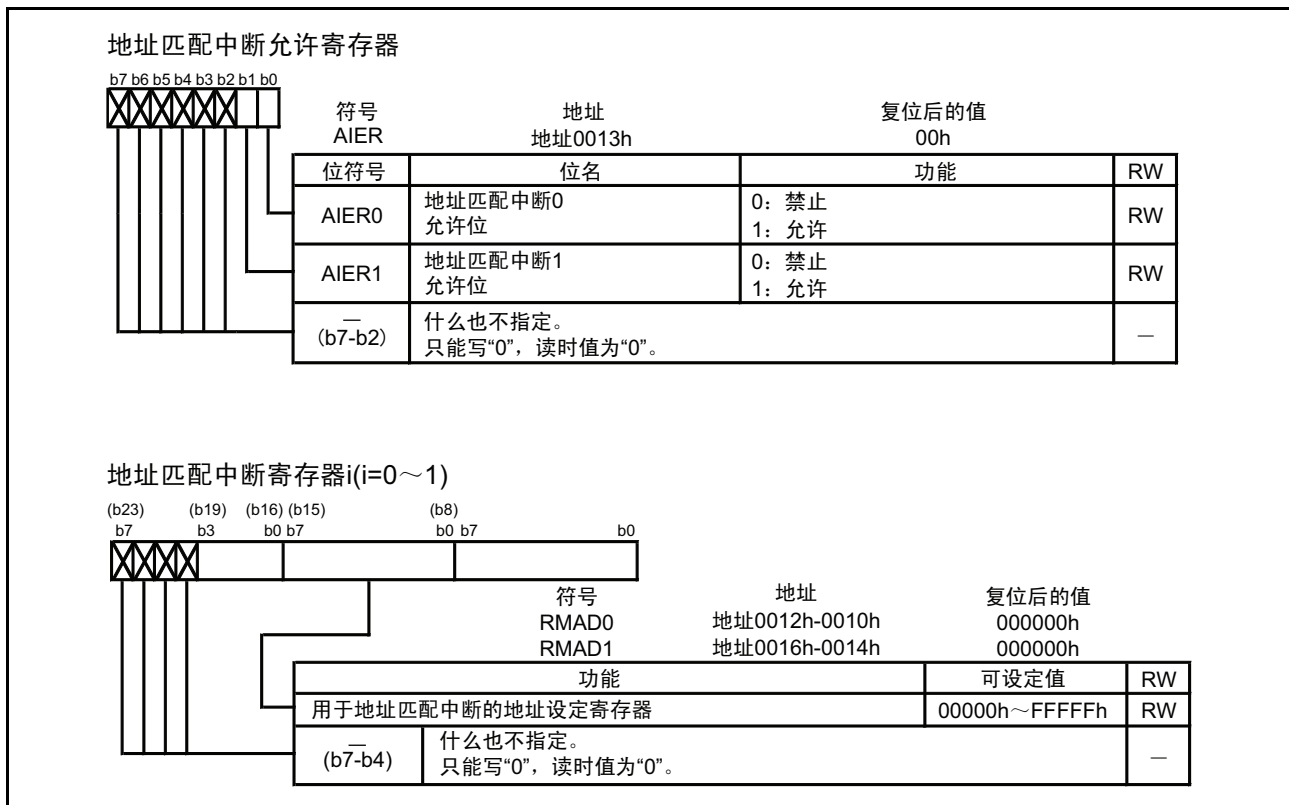 地址匹配中断允许寄存器
b7 b6 b5 b4 b3 b2 b1 b0
符号 地址 复位后的值
AIER 地址0013h 00h
位符号 位名 功能 RW
AIER0 地址匹配中断0 允许位 0：禁止 1：允许 RW
AIER1 地址匹配中断1 允许位 0：禁止 1：允许 RW
— (b7-b2) 什么也不指定。 只能写“0”，读时值为“0”。 —
地址匹配中断寄存器i(i=0～1)
(b23) (b19) (b16) (b15) (b8)
b7 b3 b0 b7 b0 b7 b0
符号 地址 复位后的值
RMAD0 地址0012h-0010h 000000h
RMAD1 地址0016h-0014h 000000h
功能 可设定值 RW
用于地址匹配中断的地址设定寄存器 00000h～FFFFFh RW
— (b7-b4) 什么也不指定。 只能写“0”，读时值为“0”。 —